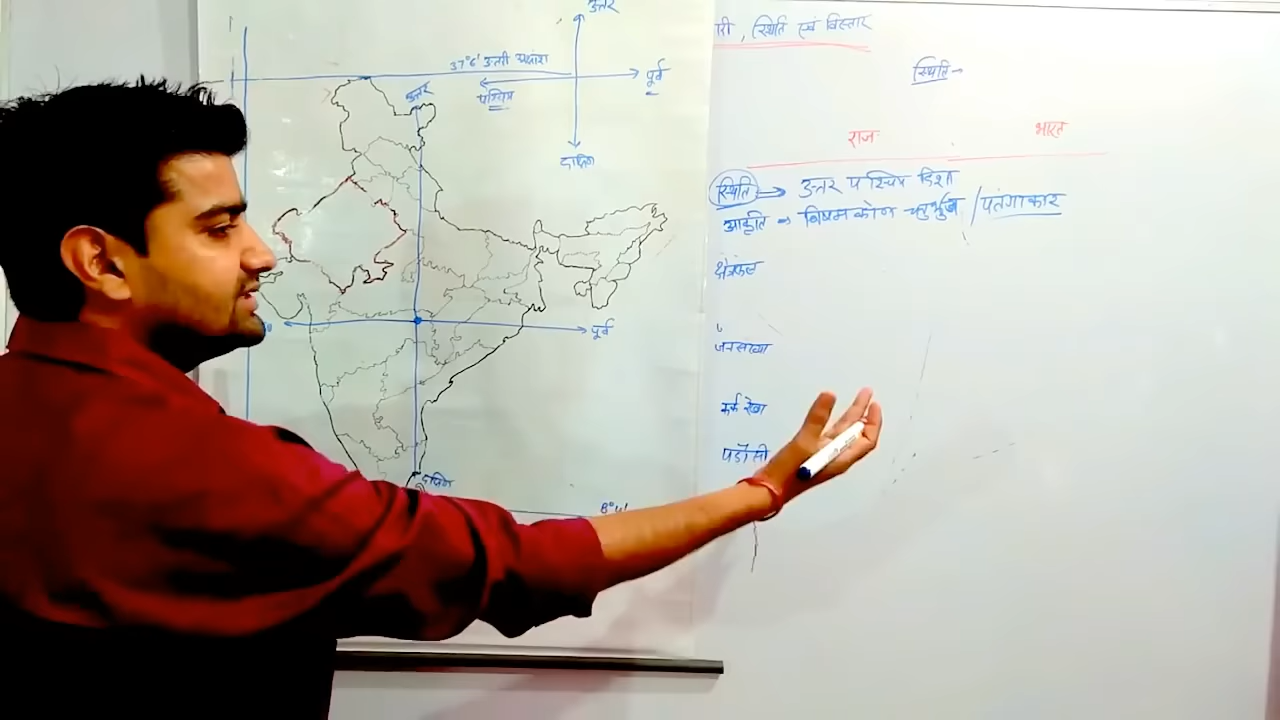 उत्तर
37°6' उत्तरी अक्षांश
पूर्व
पश्चिम
उत्तर
दक्षिण
पूर्व
दक्षिण
8°4'
, स्थिति एवं विस्तार
स्थिति →
राज. भारत
स्थिति → उत्तर पश्चिम दिशा
आकृति → विषमकोण चतुर्भुज / पतंगाकार
क्षेत्रफल
जनसंख्या
कर्क रेखा
पडौसी